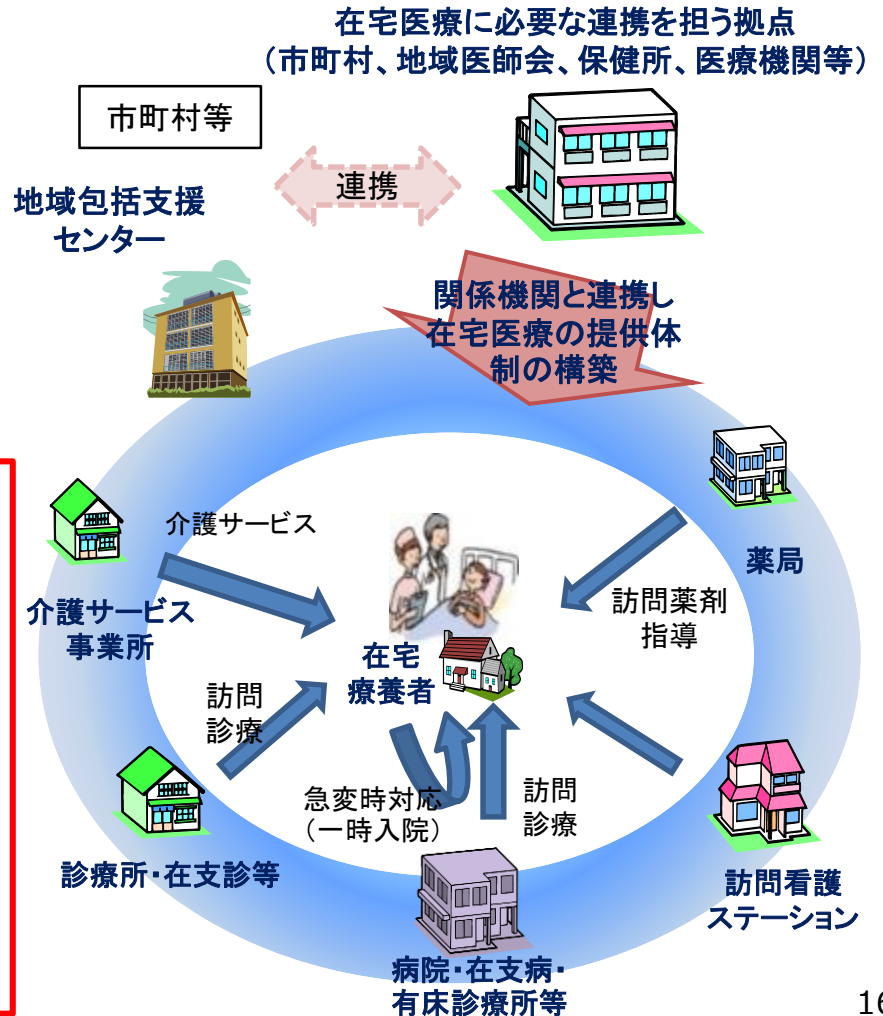 在宅医療に必要な連携を担う拠点
（市町村、地域医師会、保健所、医療機関等）
市町村等
連携
地域包括支援
センター
関係機関と連携し
在宅医療の提供体
制の構築
介護サービス
薬局
介護サービス
事業所
訪問薬剤
指導
在宅
療養者
訪問
診療
急変時対応
（一時入院）
訪問
診療
診療所・在支診等
訪問看護
ステーション
病院・在支病・
有床診療所等
16